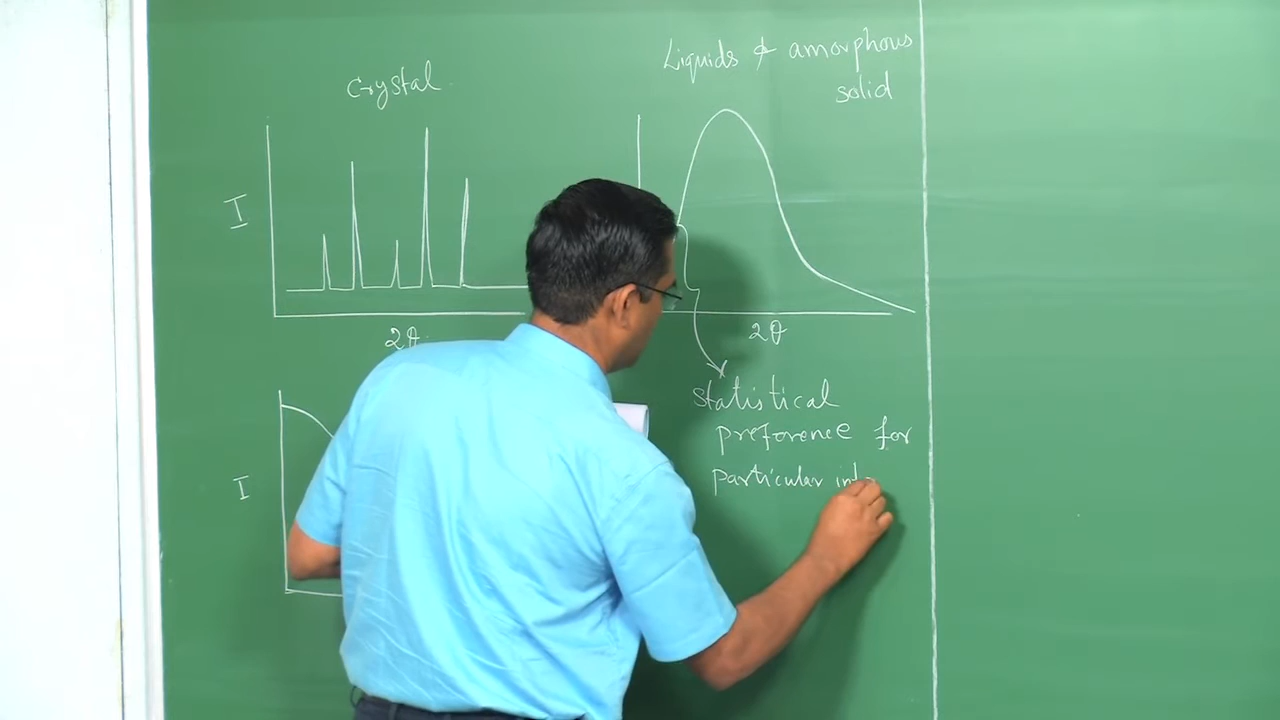 Crystal
Liquids & amorphous
solid
I
2θ
2θ
Statistical
preference for
particular
I